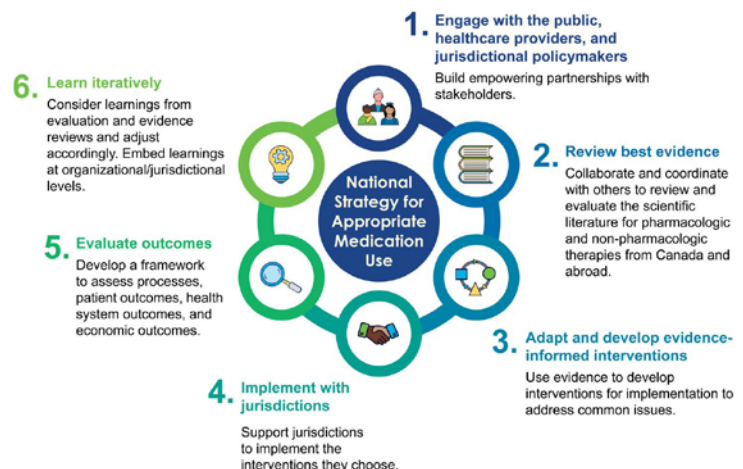 National
Strategy for
Appropriate
Medication
Use
1. Engage with the public,
healthcare providers, and
jurisdictional policymakers
Build empowering partnerships with
stakeholders.
2. Review best evidence
Collaborate and coordinate
with others to review and
evaluate the scientific
literature for pharmacologic
and non-pharmacologic
therapies from Canada and
abroad.
3. Adapt and develop evidence-
informed interventions
Use evidence to develop
interventions for implementation to
address common issues.
4. Implement with
jurisdictions
Support jurisdictions
to implement the
interventions they choose.
5. Evaluate outcomes
Develop a framework
to assess processes,
patient outcomes, health
system outcomes, and
economic outcomes.
6. Learn iteratively
Consider learnings from
evaluation and evidence
reviews and adjust
accordingly. Embed learnings
at organizational/jurisdictional
levels.